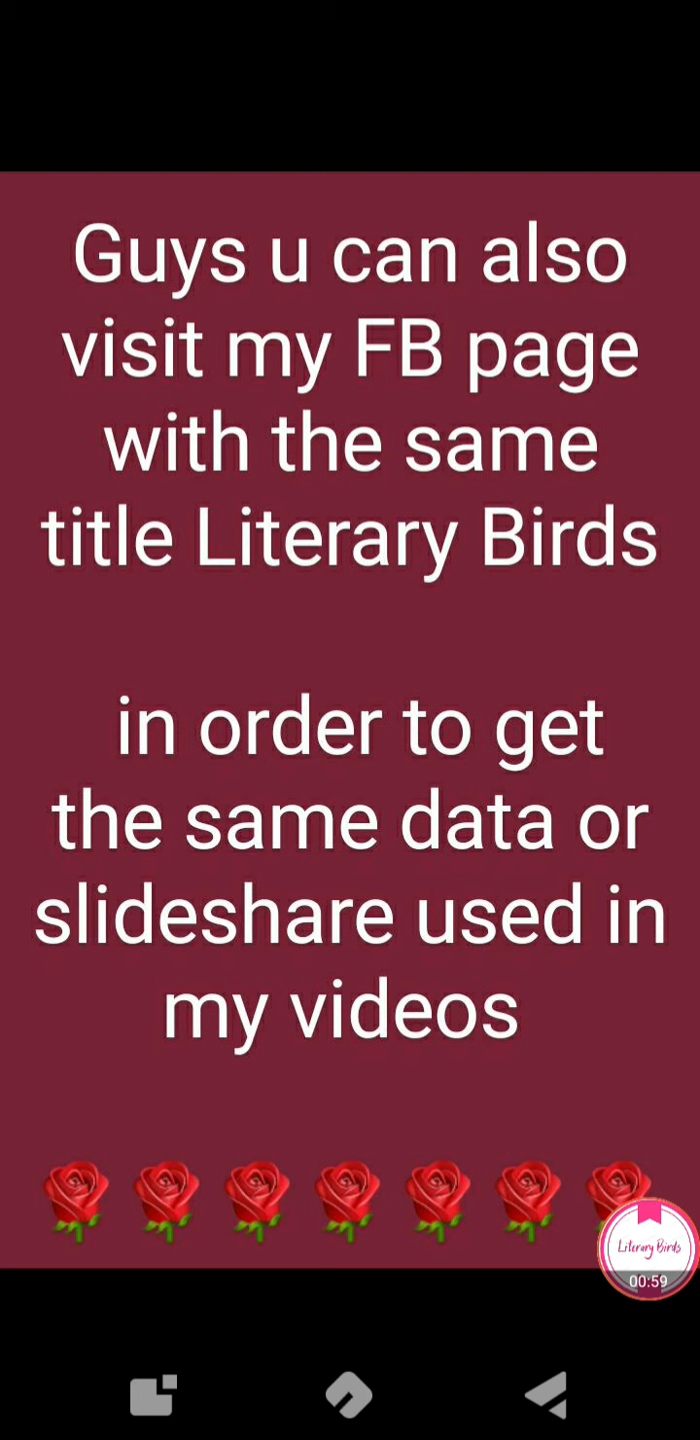 Guys u can also
visit my FB page
with the same
title Literary Birds
in order to get
the same data or
slideshare used in
my videos
Literary Birds
00:59